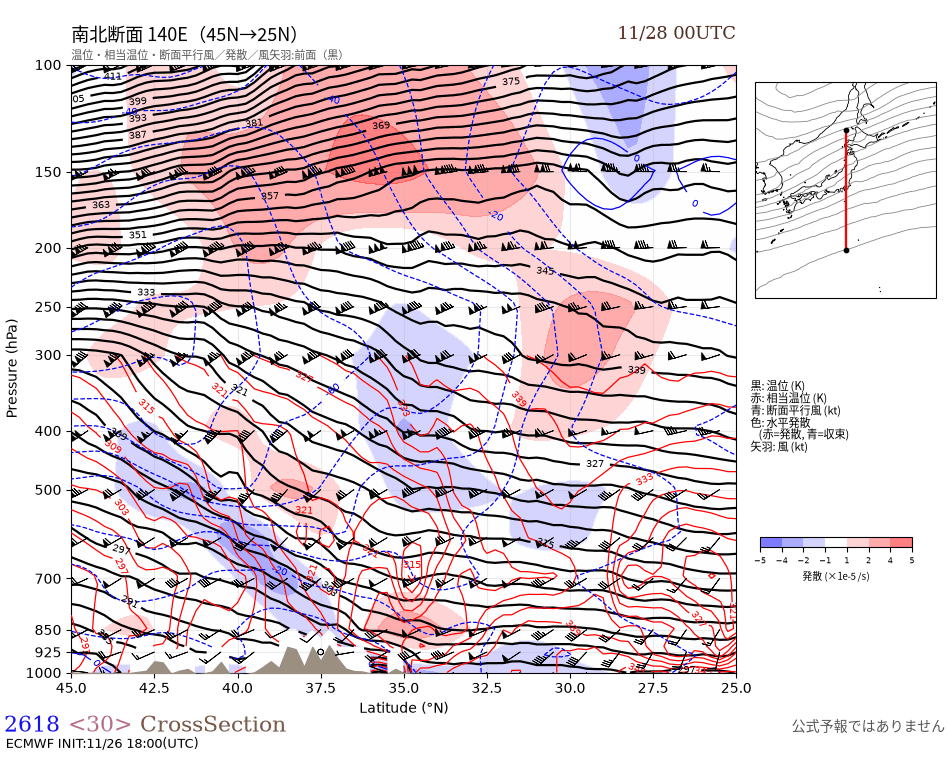 南北断面 140E（45N→25N）
11/28 00UTC
温位・相当温位・断面平行風／発散／風矢羽:前面（黒）
100
150
200
250
300
400
500
700
850
925
1000
Pressure (hPa)
45.0 42.5 40.0 37.5 35.0 32.5 30.0 27.5 25.0
Latitude (°N)
411
399
393
387
381
375
369
363
357
351
345
339
333
327
321
315
309
303
297
291
321
333
339
-20
0
0
黒: 温位 (K)
赤: 相当温位 (K)
青: 断面平行風 (kt)
色: 水平発散
(赤=発散, 青=収束)
矢羽: 風 (kt)
−5 −4 −2 −1 1 2 4 5
発散 (×1e-5 /s)
2618 <30> CrossSection
公式予報ではありません
ECMWF INIT:11/26 18:00(UTC)